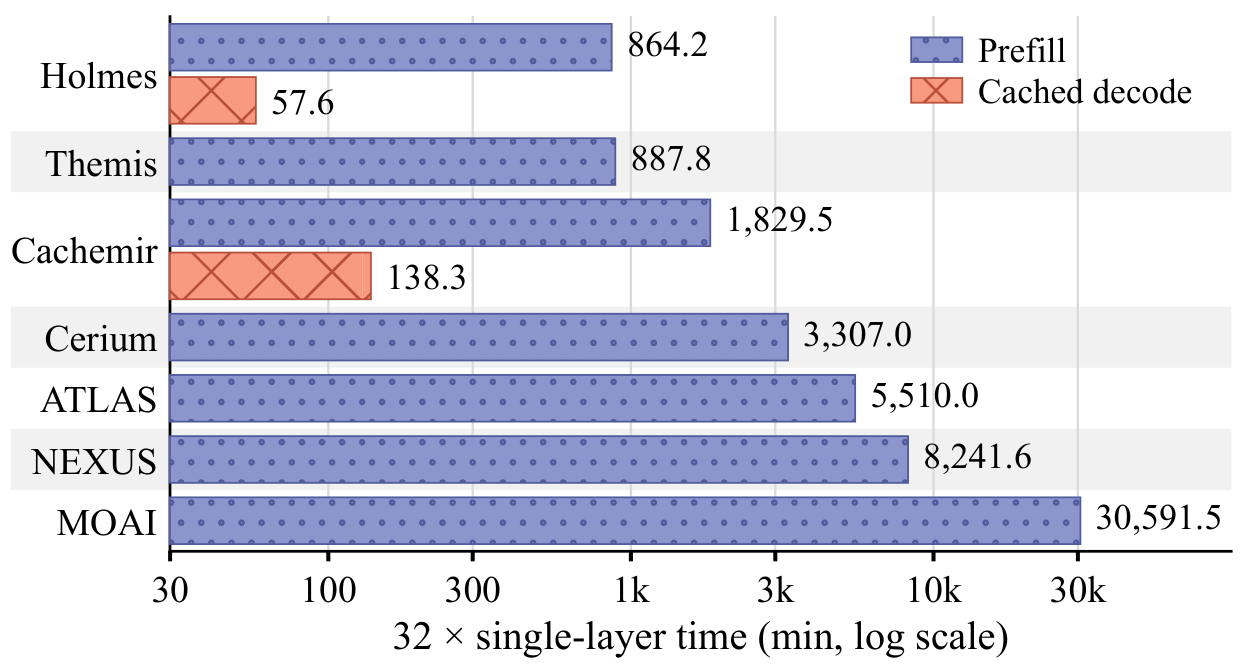 Holmes
864.2
57.6
Prefill
Cached decode
Themis
887.8
Cachemir
1,829.5
138.3
Cerium
3,307.0
ATLAS
5,510.0
NEXUS
8,241.6
MOAI
30,591.5
30 100 300 1k 3k 10k 30k
32 × single-layer time (min, log scale)